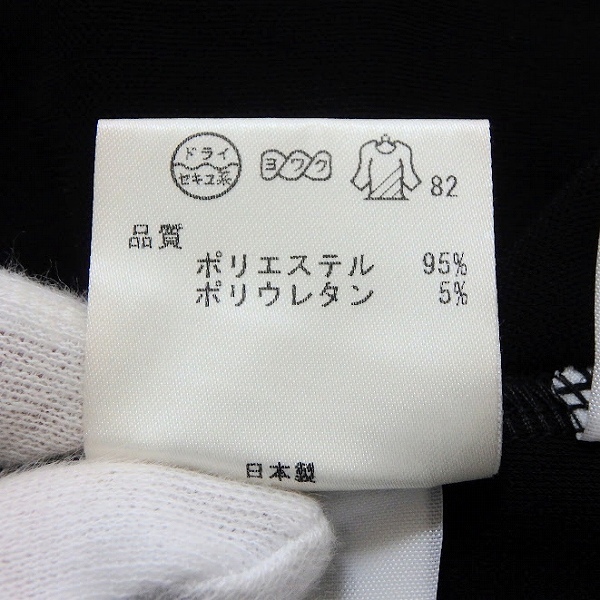 ドライ
セキユ系
ヨワク
82
品質
ポリエステル 95%
ポリウレタン 5%
日本製